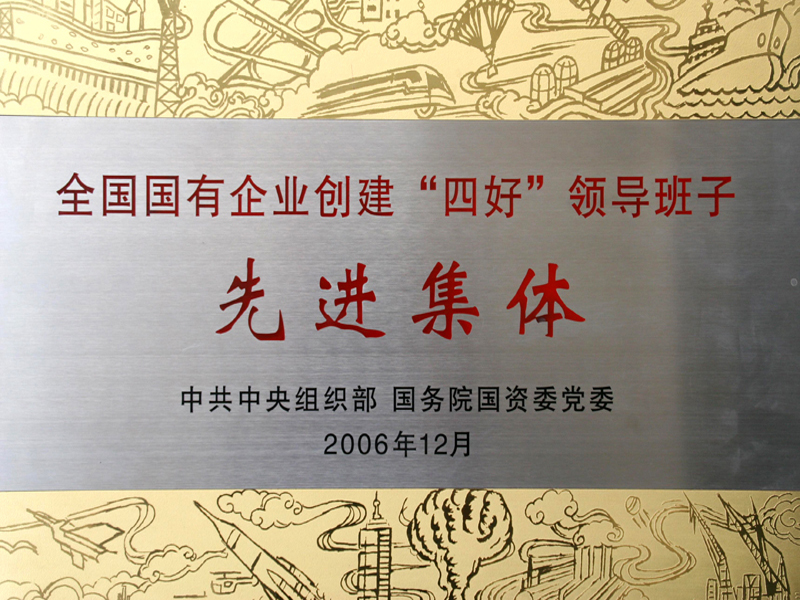 全国国有企业创建“四好”领导班子
先进集体
中共中央组织部 国务院国资委党委
2006年12月